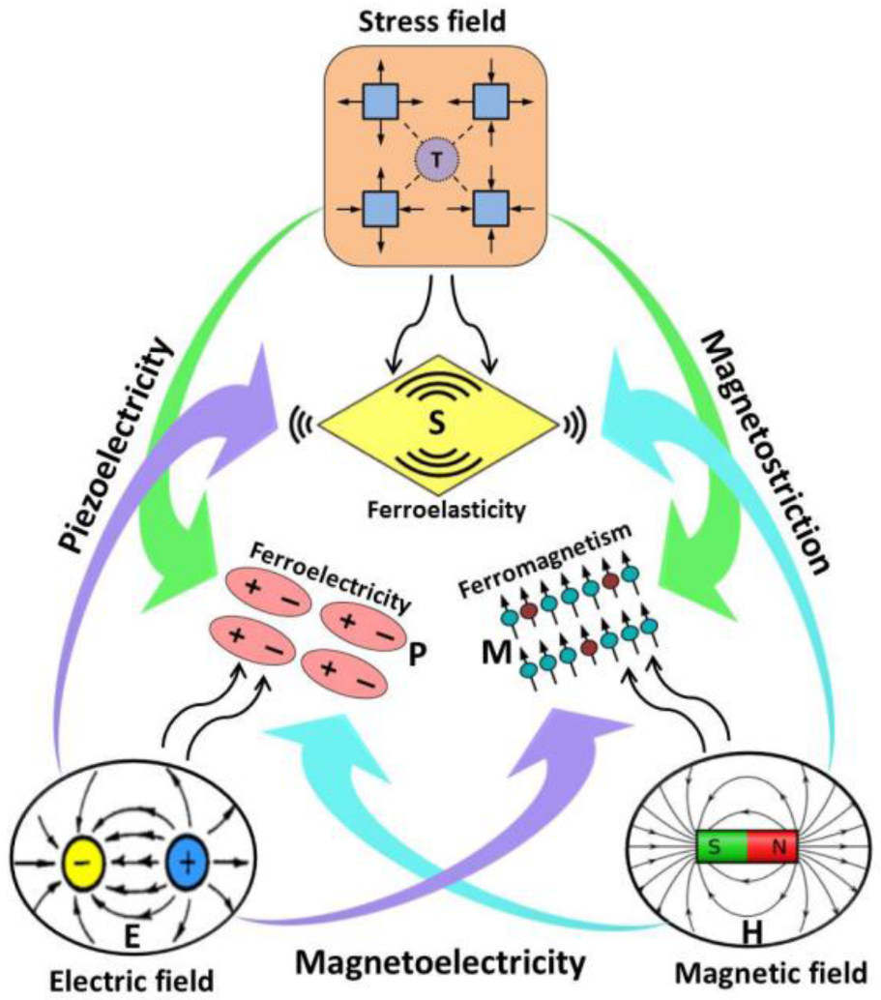 Stress field
T
Piezoelectricity
Magnetostriction
S
Ferroelasticity
Ferroelectricity
+ −
+ −
+ −
+ −
P
Ferromagnetism
M
−
+
E
Electric field
Magnetoelectricity
S N
H
Magnetic field